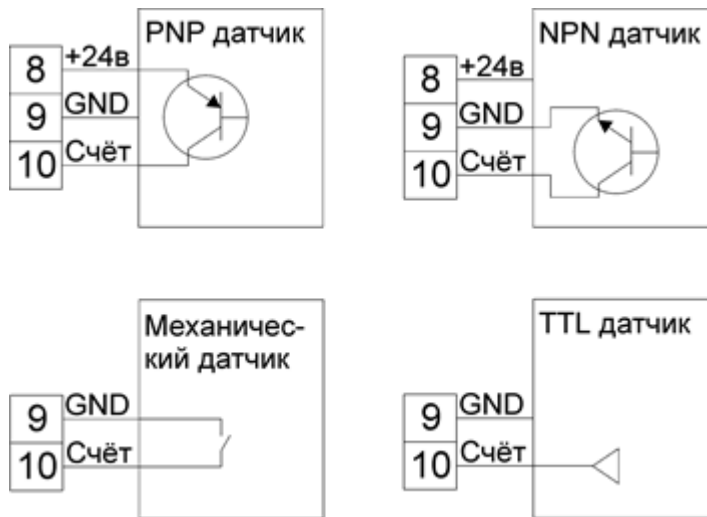 PNP датчик
8 +24в
9 GND
10 Счёт
NPN датчик
8 +24в
9 GND
10 Счёт
Механичес-
кий датчик
9 GND
10 Счёт
TTL датчик
9 GND
10 Счёт